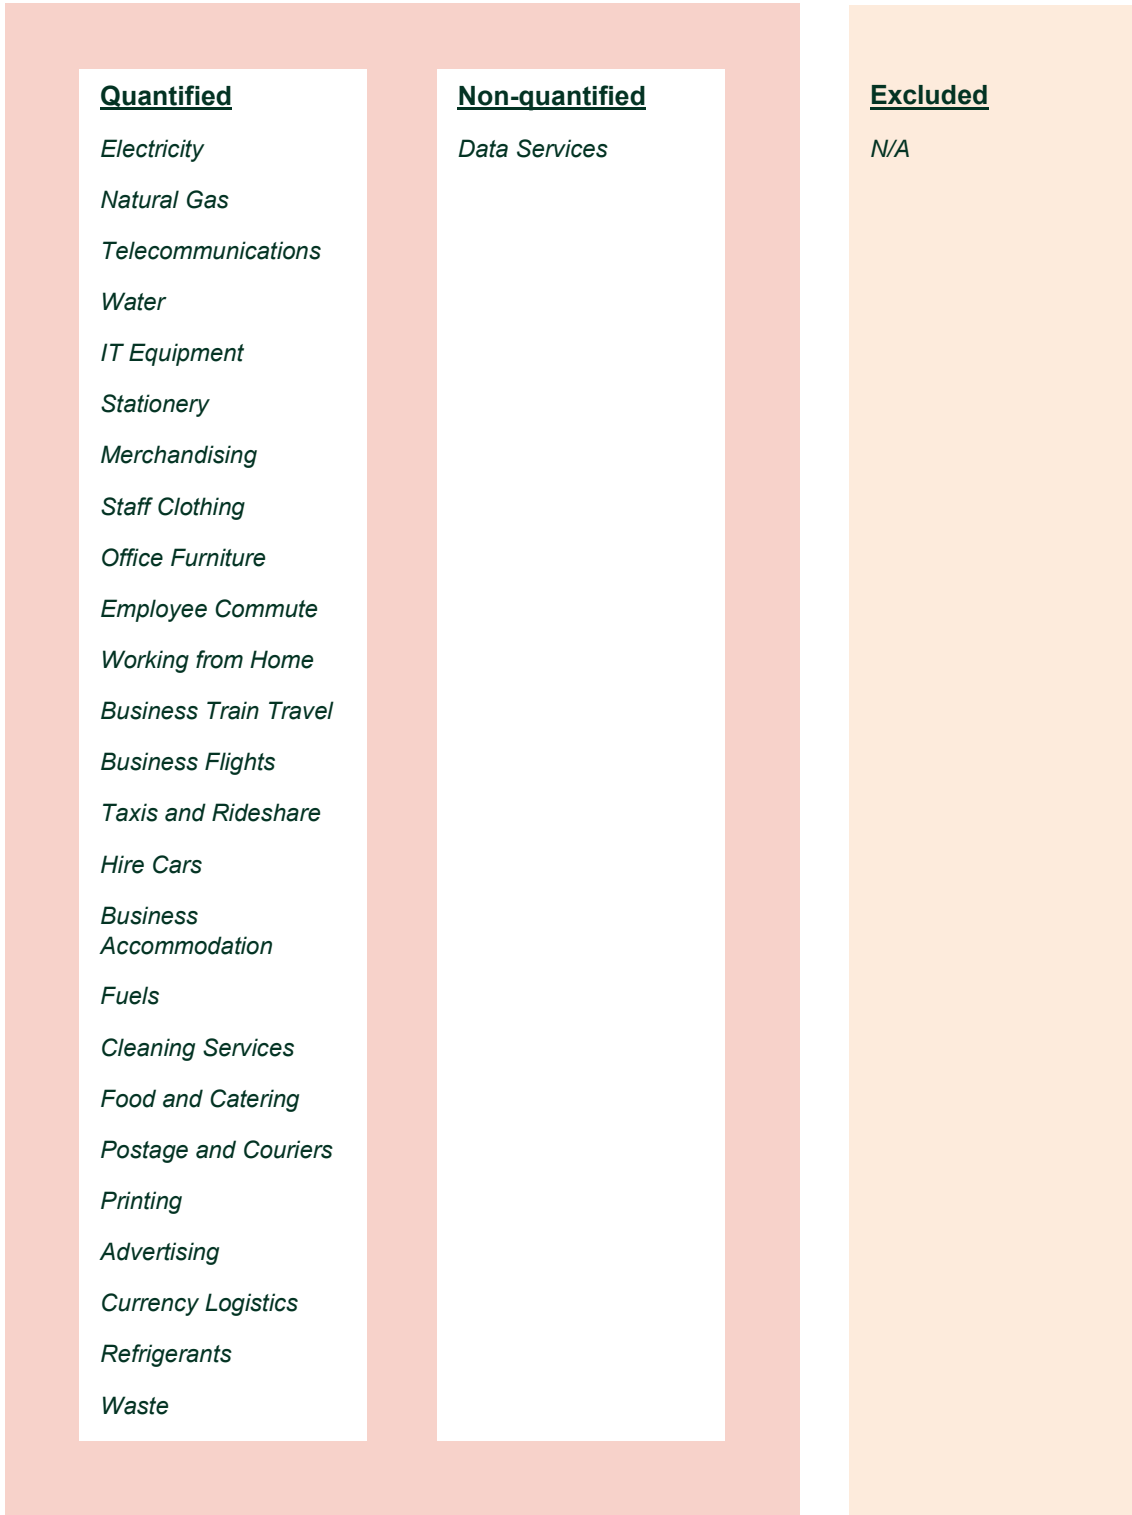 Quantified
Electricity
Natural Gas
Telecommunications
Water
IT Equipment
Stationery
Merchandising
Staff Clothing
Office Furniture
Employee Commute
Working from Home
Business Train Travel
Business Flights
Taxis and Rideshare
Hire Cars
Business
Accommodation
Fuels
Cleaning Services
Food and Catering
Postage and Couriers
Printing
Advertising
Currency Logistics
Refrigerants
Waste
Non-quantified
Data Services
Excluded
N/A